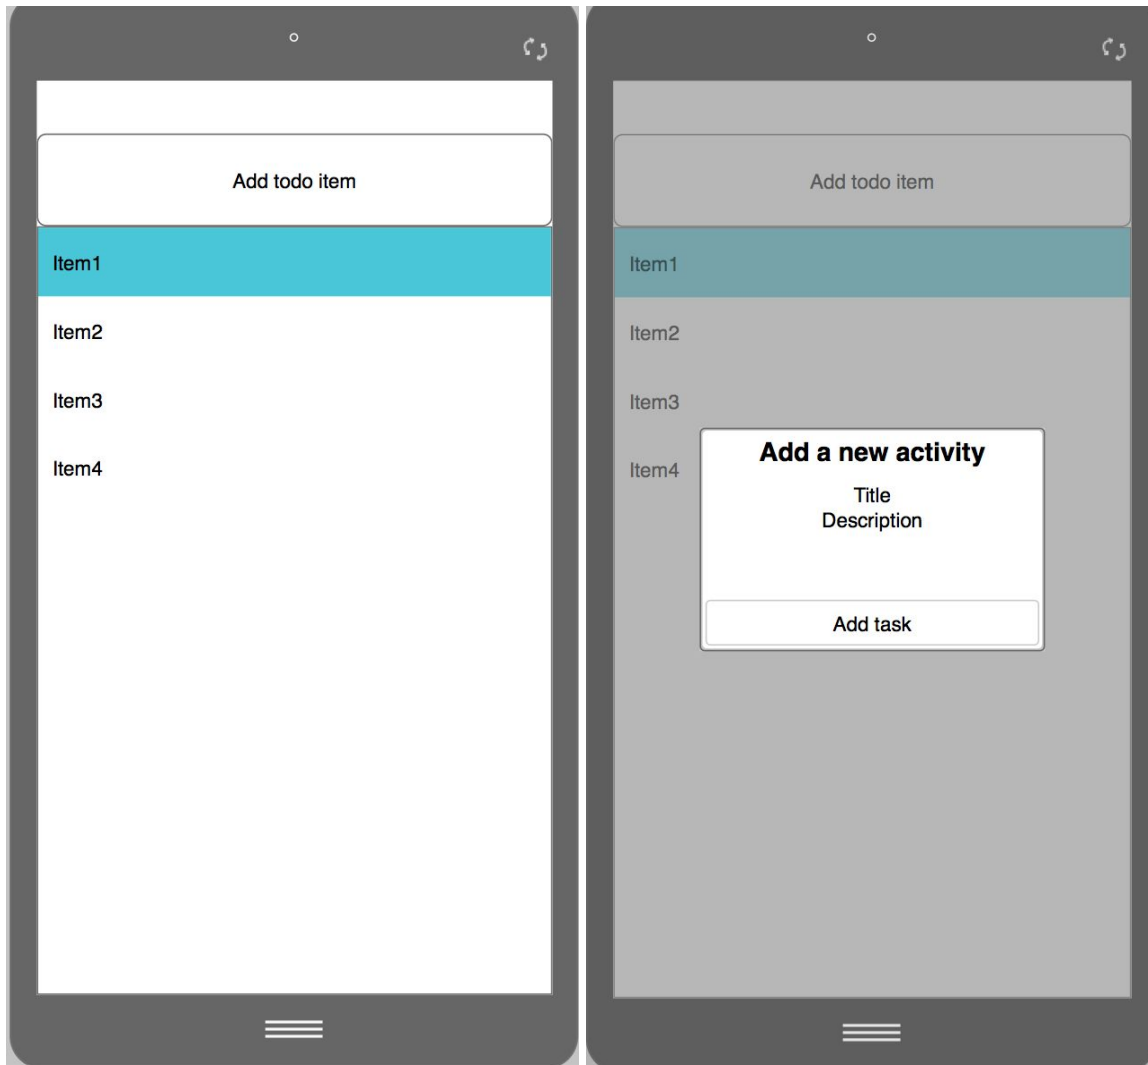 Add todo item
Item1
Item2
Item3
Item4
Add todo item
Item1
Item2
Item3
Item4
Add a new activity
Title
Description
Add task